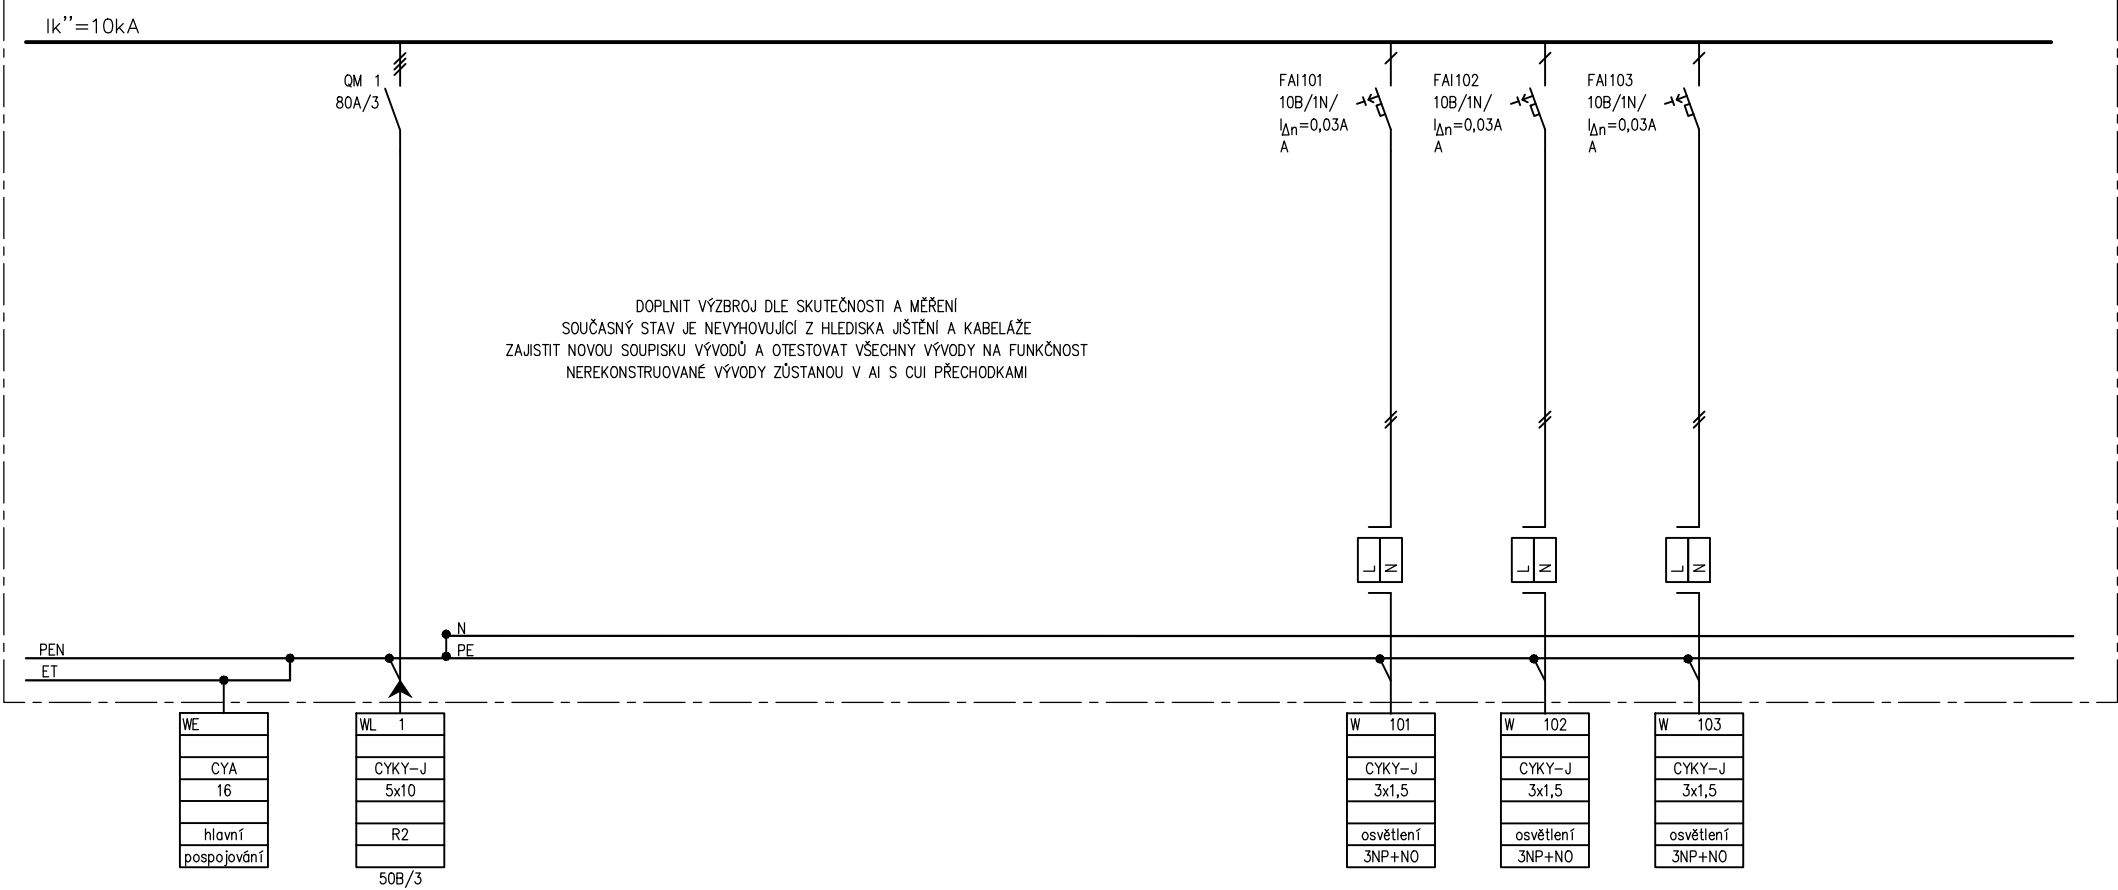 Ik''=10kA
QM 1
80A/3
FAI101
10B/1N/
IΔn=0,03A
A
FAI102
10B/1N/
IΔn=0,03A
A
FAI103
10B/1N/
IΔn=0,03A
A
DOPLNIT VÝZBROJ DLE SKUTEČNOSTI A MĚŘENÍ
SOUČASNÝ STAV JE NEVYHOVUJÍCÍ Z HLEDISKA JIŠTĚNÍ A KABELÁŽE
ZAJISTIT NOVOU SOUPISKU VÝVODŮ A OTESTOVAT VŠECHNY VÝVODY NA FUNKČNOST
NEREKONSTRUOVANÉ VÝVODY ZŮSTANOU V Al S CUl PŘECHODKAMI
L N
L N
L N
N
PEN
PE
ET
WE
CYA
16
hlavní
pospojování
WL 1
CYKY-J
5x10
R2
50B/3
W 101
CYKY-J
3x1,5
osvětlení
3NP+NO
W 102
CYKY-J
3x1,5
osvětlení
3NP+NO
W 103
CYKY-J
3x1,5
osvětlení
3NP+NO